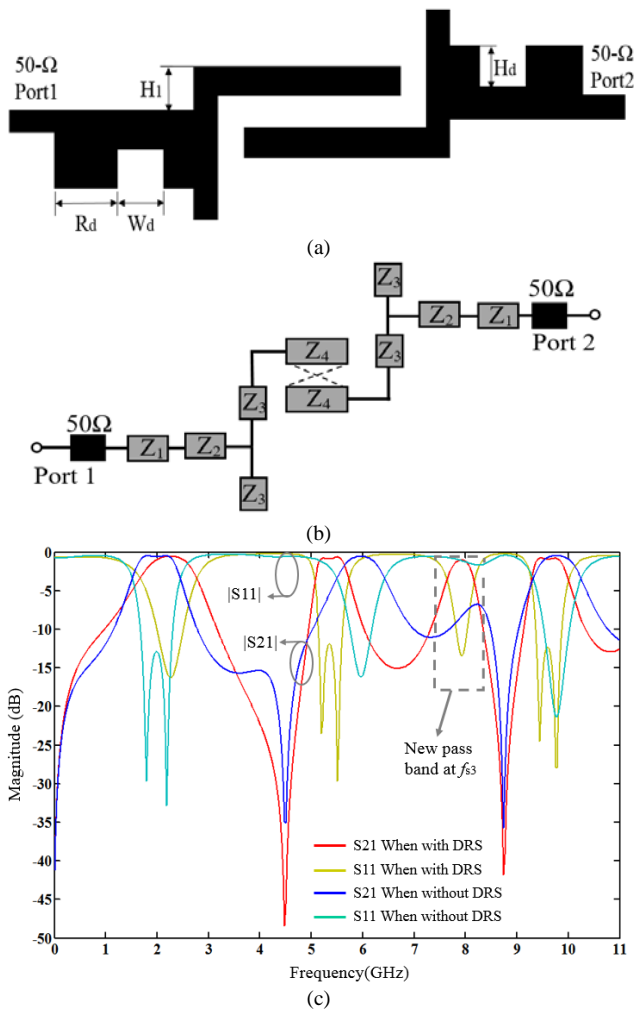 50-Ω
Port1
H1
Hd
50-Ω
Port2
Rd
Wd
(a)
Z3
50Ω
Z2
Z1
Port 2
Z4
Z3
Z4
Z3
50Ω
Z1
Z2
Port 1
Z3
(b)
0
-5
-10
-15
-20
-25
-30
-35
-40
-45
-50
Magnitude (dB)
|S11|
|S21|
New pass
band at fs3
S21 When with DRS
S11 When with DRS
S21 When without DRS
S11 When without DRS
0 1 2 3 4 5 6 7 8 9 10 11
Frequency(GHz)
(c)